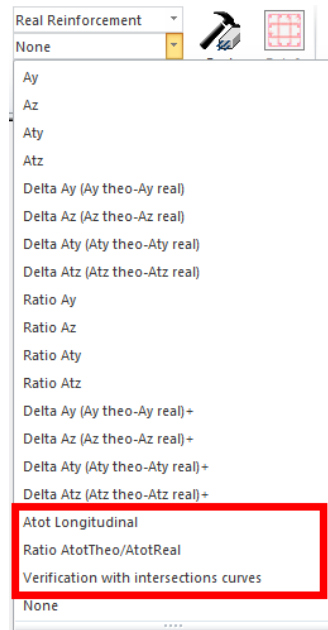 Real Reinforcement
None
Ay
Az
Aty
Atz
Delta Ay (Ay theo-Ay real)
Delta Az (Az theo-Az real)
Delta Aty (Aty theo-Aty real)
Delta Atz (Atz theo-Atz real)
Ratio Ay
Ratio Az
Ratio Aty
Ratio Atz
Delta Ay (Ay theo-Ay real)+
Delta Az (Az theo-Az real)+
Delta Aty (Aty theo-Aty real)+
Delta Atz (Atz theo-Atz real)+
Atot Longitudinal
Ratio AtotTheo/AtotReal
Verification with intersections curves
None